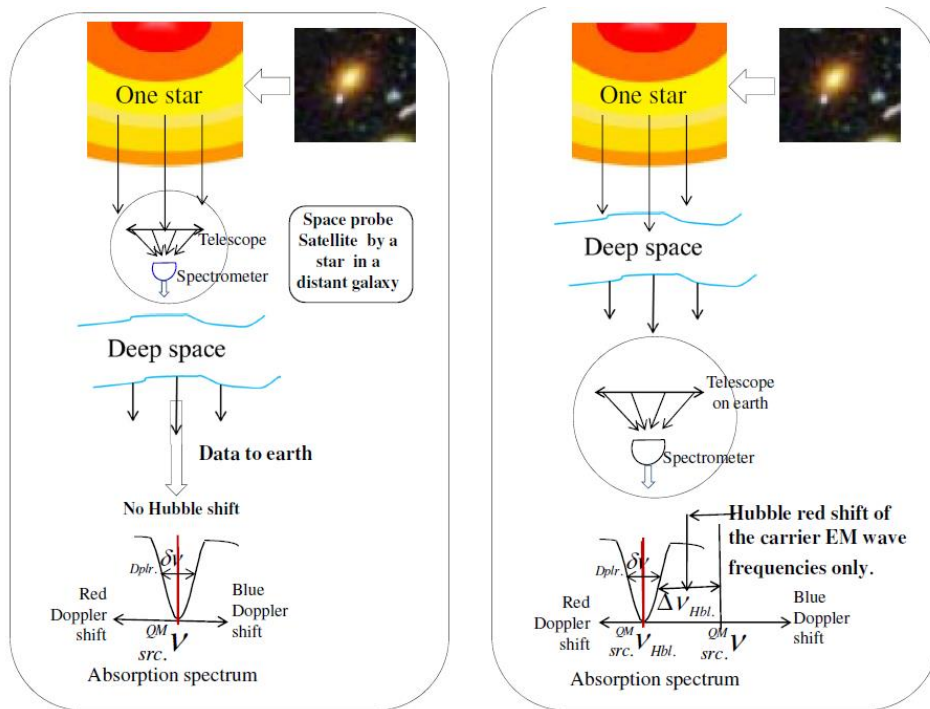 One star
Telescope
Spectrometer
Space probe
Satellite by a
star in a
distant galaxy
Deep space
Data to earth
No Hubble shift
δν
Dplr.
Red
Doppler
shift
Blue
Doppler
shift
QM
src. ν
Absorption spectrum
One star
Deep space
Telescope
on earth
Spectrometer
Hubble red shift of
the carrier EM wave
frequencies only.
δν
Dplr.
Δν Hbl.
Red
Doppler
shift
Blue
Doppler
shift
QM
src. ν Hbl.
QM
src. ν
Absorption spectrum